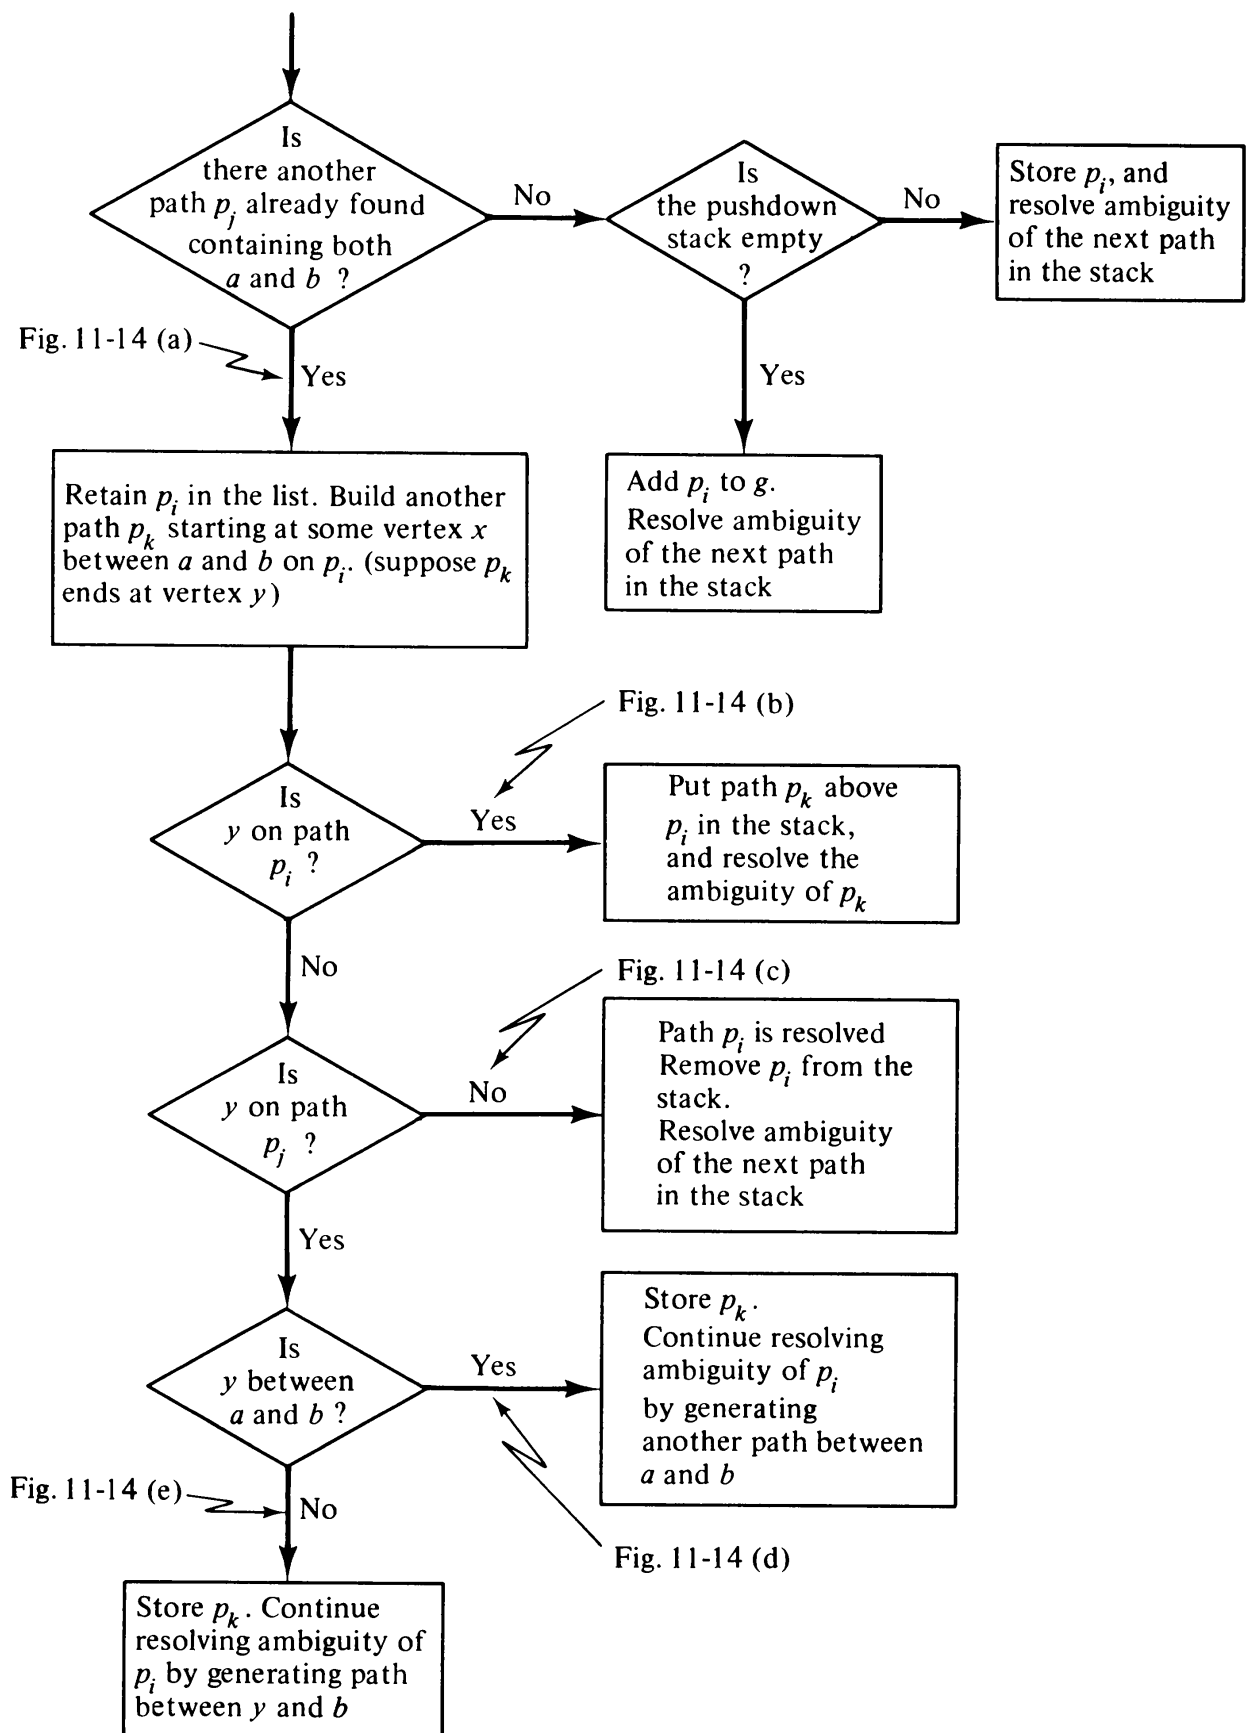 Is
there another
path p_j already found
containing both
a and b ?
No
Is
the pushdown
stack empty
?
No
Store p_i, and
resolve ambiguity
of the next path
in the stack
Fig. 11-14 (a)
Yes
Yes
Retain p_i in the list. Build another
path p_k starting at some vertex x
between a and b on p_i. (suppose p_k
ends at vertex y)
Add p_i to g.
Resolve ambiguity
of the next path
in the stack
Fig. 11-14 (b)
Is
y on path
p_i ?
Yes
Put path p_k above
p_i in the stack,
and resolve the
ambiguity of p_k
No
Fig. 11-14 (c)
Is
y on path
p_j ?
No
Path p_i is resolved
Remove p_i from the
stack.
Resolve ambiguity
of the next path
in the stack
Yes
Is
y between
a and b ?
Yes
Store p_k.
Continue resolving
ambiguity of p_i
by generating
another path between
a and b
Fig. 11-14 (e)
No
Fig. 11-14 (d)
Store p_k. Continue
resolving ambiguity of
p_i by generating path
between y and b